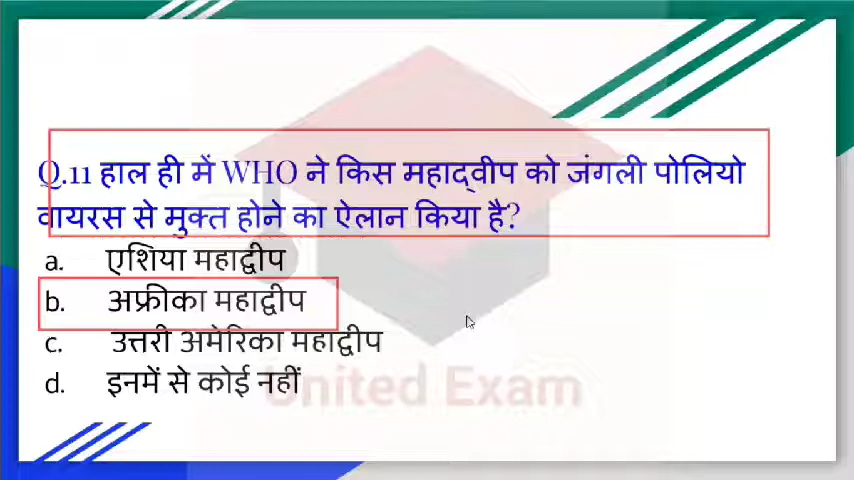 Q.11 हाल ही में WHO ने किस महाद्वीप को जंगली पोलियो
वायरस से मुक्त होने का ऐलान किया है?
a. एशिया महाद्वीप
b. अफ्रीका महाद्वीप
c. उत्तरी अमेरिका महाद्वीप
d. इनमें से कोई नहीं
United Exam